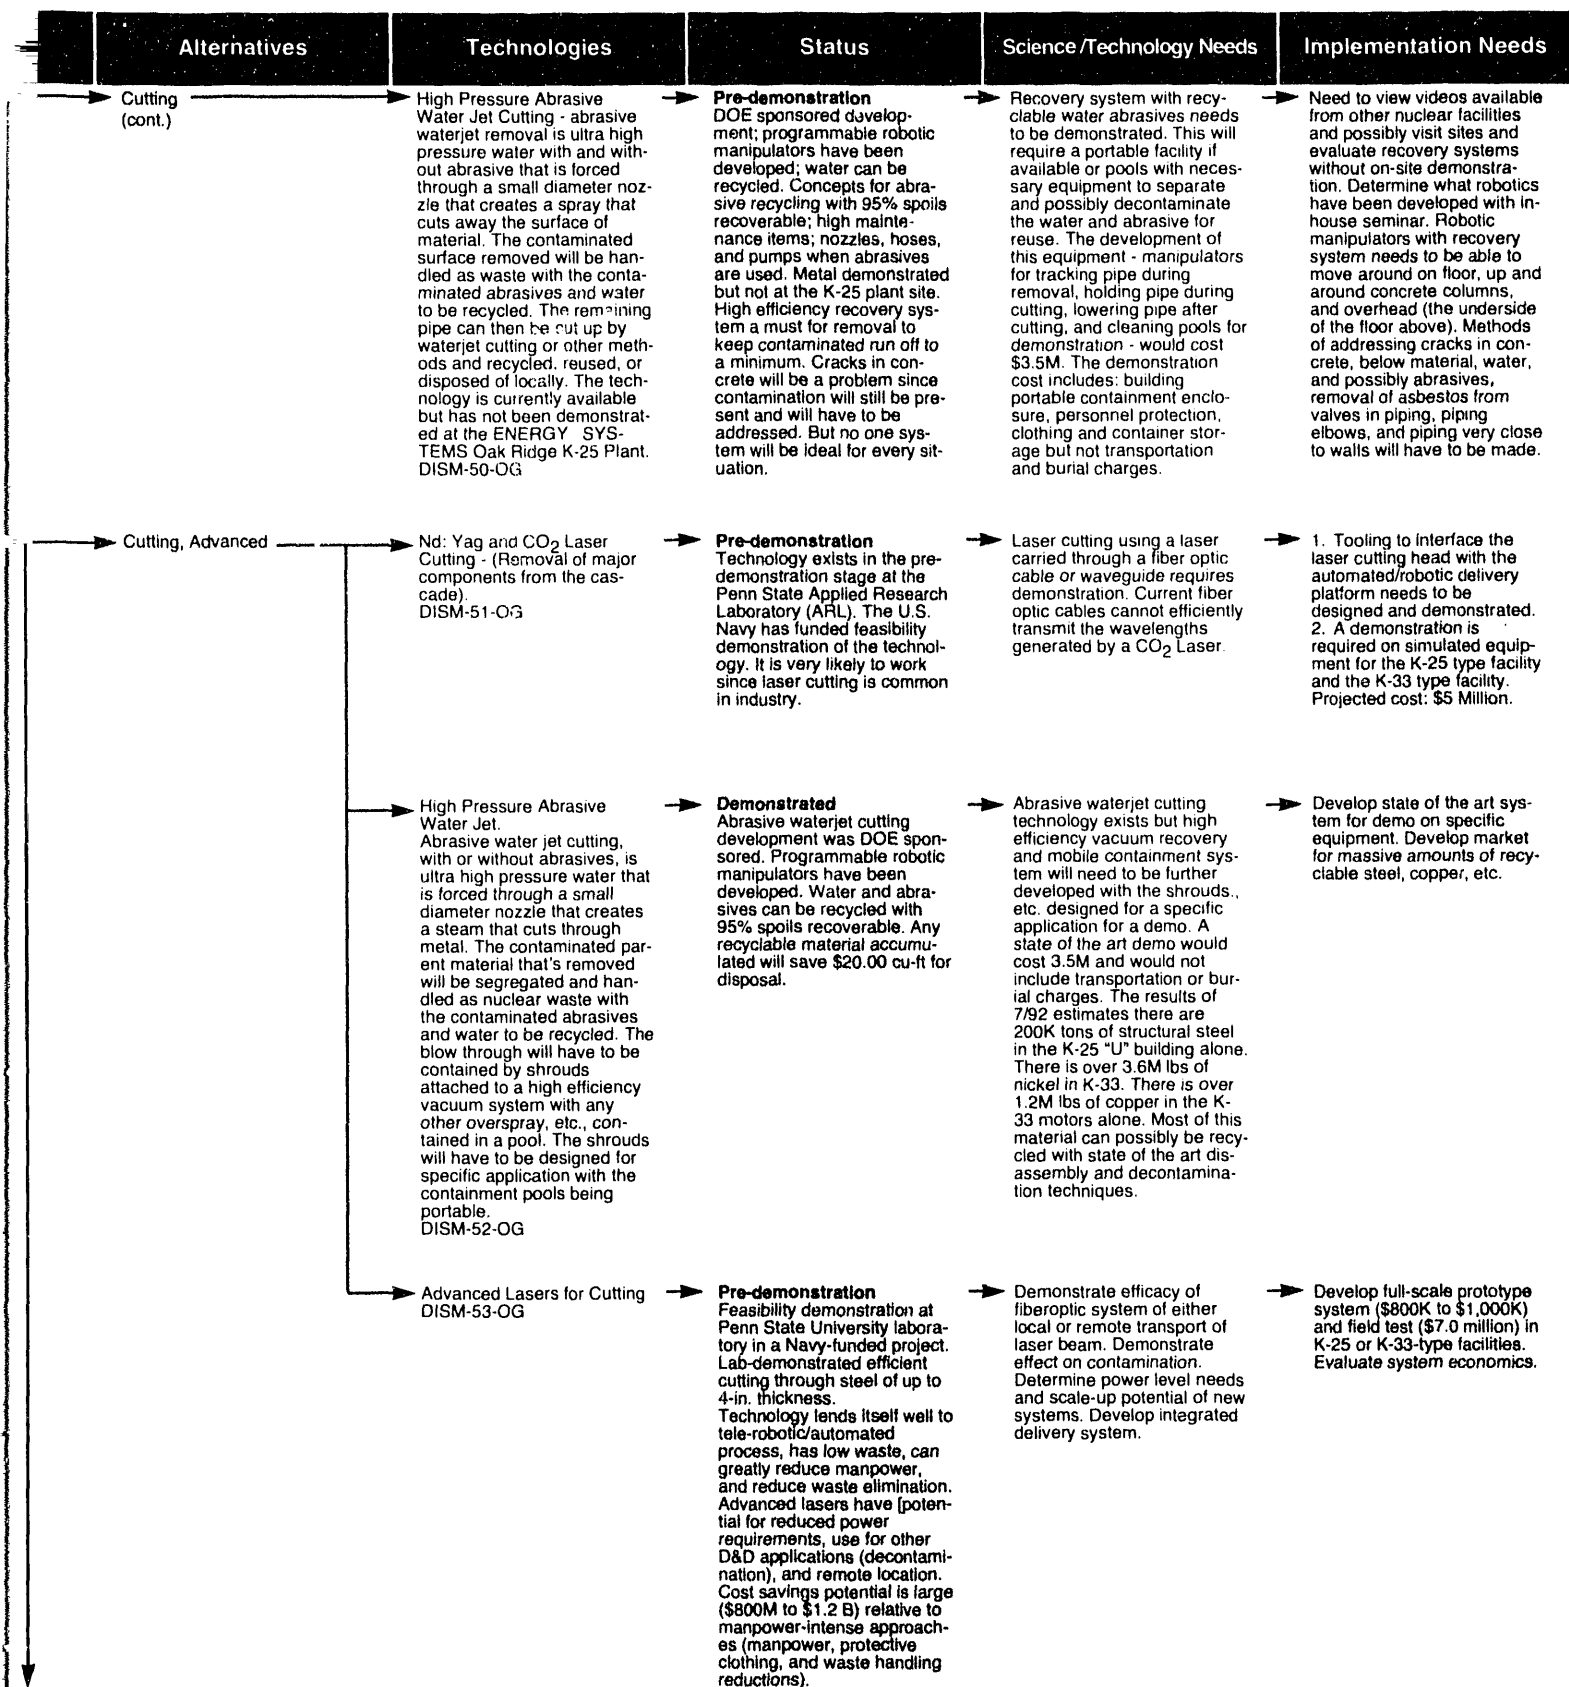 Alternatives
Technologies
Status
Science/Technology Needs
Implementation Needs
Cutting
(cont.)
High Pressure Abrasive
Water Jet Cutting - abrasive
waterjet removal is ultra high
pressure water with and with-
out abrasive that is forced
through a small diameter noz-
zle that creates a spray that
cuts away the surface of
material. The contaminated
surface removed will be han-
dled as waste with the conta-
minated abrasives and water
to be recycled. The remaining
pipe can then be cut up by
waterjet cutting or other meth-
ods and recycled, reused, or
disposed of locally. The tech-
nology is currently available
but has not been demonstrat-
ed at the ENERGY SYS-
TEMS Oak Ridge K-25 Plant.
DISM-50-OG
Pre-demonstration
DOE sponsored develop-
ment; programmable robotic
manipulators have been
developed; water can be
recycled. Concepts for abra-
sive recycling with 95% spoils
recoverable; high mainte-
nance items; nozzles, hoses,
and pumps when abrasives
are used. Metal demonstrated
but not at the K-25 plant site.
High efficiency recovery sys-
tem a must for removal to
keep contaminated run off to
a minimum. Cracks in con-
crete will be a problem since
contamination will still be pre-
sent and will have to be
addressed. But no one sys-
tem will be ideal for every sit-
uation.
Recovery system with recy-
clable water abrasives needs
to be demonstrated. This will
require a portable facility if
available or pools with neces-
sary equipment to separate
and possibly decontaminate
the water and abrasive for
reuse. The development of
this equipment - manipulators
for tracking pipe during
removal, holding pipe during
cutting, lowering pipe after
cutting, and cleaning pools for
demonstration - would cost
$3.5M. The demonstration
cost includes: building
portable containment enclo-
sure, personnel protection,
clothing and container stor-
age but not transportation
and burial charges.
Need to view videos available
from other nuclear facilities
and possibly visit sites and
evaluate recovery systems
without on-site demonstra-
tion. Determine what robotics
have been developed with in-
house seminar. Robotic
manipulators with recovery
system needs to be able to
move around on floor, up and
around concrete columns,
and overhead (the underside
of the floor above). Methods
of addressing cracks in con-
crete, below material, water,
and possibly abrasives,
removal of asbestos from
valves in piping, piping
elbows, and piping very close
to walls will have to be made.
Cutting, Advanced
Nd: Yag and CO2 Laser
Cutting - (Removal of major
components from the cas-
cade).
DISM-51-OG
Pre-demonstration
Technology exists in the pre-
demonstration stage at the
Penn State Applied Research
Laboratory (ARL). The U.S.
Navy has funded feasibility
demonstration of the technol-
ogy. It is very likely to work
since laser cutting is common
in industry.
Laser cutting using a laser
carried through a fiber optic
cable or waveguide requires
demonstration. Current fiber
optic cables cannot efficiently
transmit the wavelengths
generated by a CO2 Laser.
1. Tooling to interface the
laser cutting head with the
automated/robotic delivery
platform needs to be
designed and demonstrated.
2. A demonstration is
required on simulated equip-
ment for the K-25 type facility
and the K-33 type facility.
Projected cost: $5 Million.
High Pressure Abrasive
Water Jet.
Abrasive water jet cutting,
with or without abrasives, is
ultra high pressure water that
is forced through a small
diameter nozzle that creates
a steam that cuts through
metal. The contaminated par-
ent material that's removed
will be segregated and han-
dled as nuclear waste with
the contaminated abrasives
and water to be recycled. The
blow through will have to be
contained by shrouds
attached to a high efficiency
vacuum system with any
other overspray, etc., con-
tained in a pool. The shrouds
will have to be designed for
specific application with the
containment pools being
portable.
DISM-52-OG
Demonstrated
Abrasive waterjet cutting
development was DOE spon-
sored. Programmable robotic
manipulators have been
developed. Water and abra-
sives can be recycled with
95% spoils recoverable. Any
recyclable material accumu-
lated will save $20.00 cu-ft for
disposal.
Abrasive waterjet cutting
technology exists but high
efficiency vacuum recovery
and mobile containment sys-
tem will need to be further
developed with the shrouds.,
etc. designed for a specific
application for a demo. A
state of the art demo would
cost 3.5M and would not
include transportation or bur-
ial charges. The results of
7/92 estimates there are
200K tons of structural steel
in the K-25 "U" building alone.
There is over 3.6M lbs of
nickel in K-33. There is over
1.2M lbs of copper in the K-
33 motors alone. Most of this
material can possibly be recy-
cled with state of the art dis-
assembly and decontamina-
tion techniques.
Develop state of the art sys-
tem for demo on specific
equipment. Develop market
for massive amounts of recy-
clable steel, copper, etc.
Advanced Lasers for Cutting
DISM-53-OG
Pre-demonstration
Feasibility demonstration at
Penn State University labora-
tory in a Navy-funded project.
Lab-demonstrated efficient
cutting through steel of up to
4-in. thickness.
Technology lends itself well to
tele-robotic/automated
process, has low waste, can
greatly reduce manpower,
and reduce waste elimination.
Advanced lasers have [poten-
tial for reduced power
requirements, use for other
D&D applications (decontami-
nation), and remote location.
Cost savings potential is large
($800M to $1.2 B) relative to
manpower-intense approach-
es (manpower, protective
clothing, and waste handling
reductions).
Demonstrate efficacy of
fiberoptic system of either
local or remote transport of
laser beam. Demonstrate
effect on contamination.
Determine power level needs
and scale-up potential of new
systems. Develop integrated
delivery system.
Develop full-scale prototype
system ($800K to $1,000K)
and field test ($7.0 million) in
K-25 or K-33-type facilities.
Evaluate system economics.